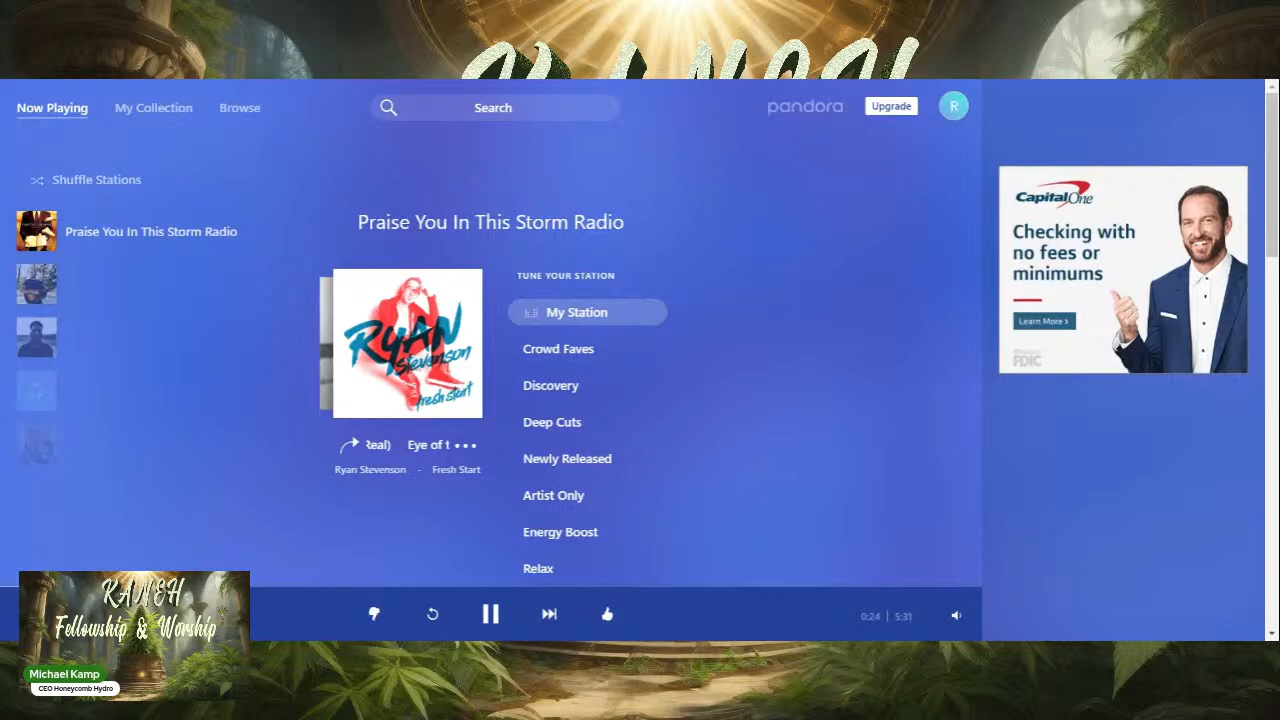 KANEH
Now Playing
My Collection
Browse
Search
pandora
Upgrade
R
Shuffle Stations
Praise You In This Storm Radio
Praise You In This Storm Radio
TUNE YOUR STATION
My Station
Crowd Faves
Discovery
Deep Cuts
Newly Released
Artist Only
Energy Boost
Relax
RYAN
Stevenson
fresh start
Real) Eye of t
Ryan Stevenson - Fresh Start
Capital One
Checking with
no fees or
minimums
Learn More >
FDIC
0:24 | 5:31
KANEH
Fellowship & Worship
Michael Kamp
CEO Honeycomb Hydro